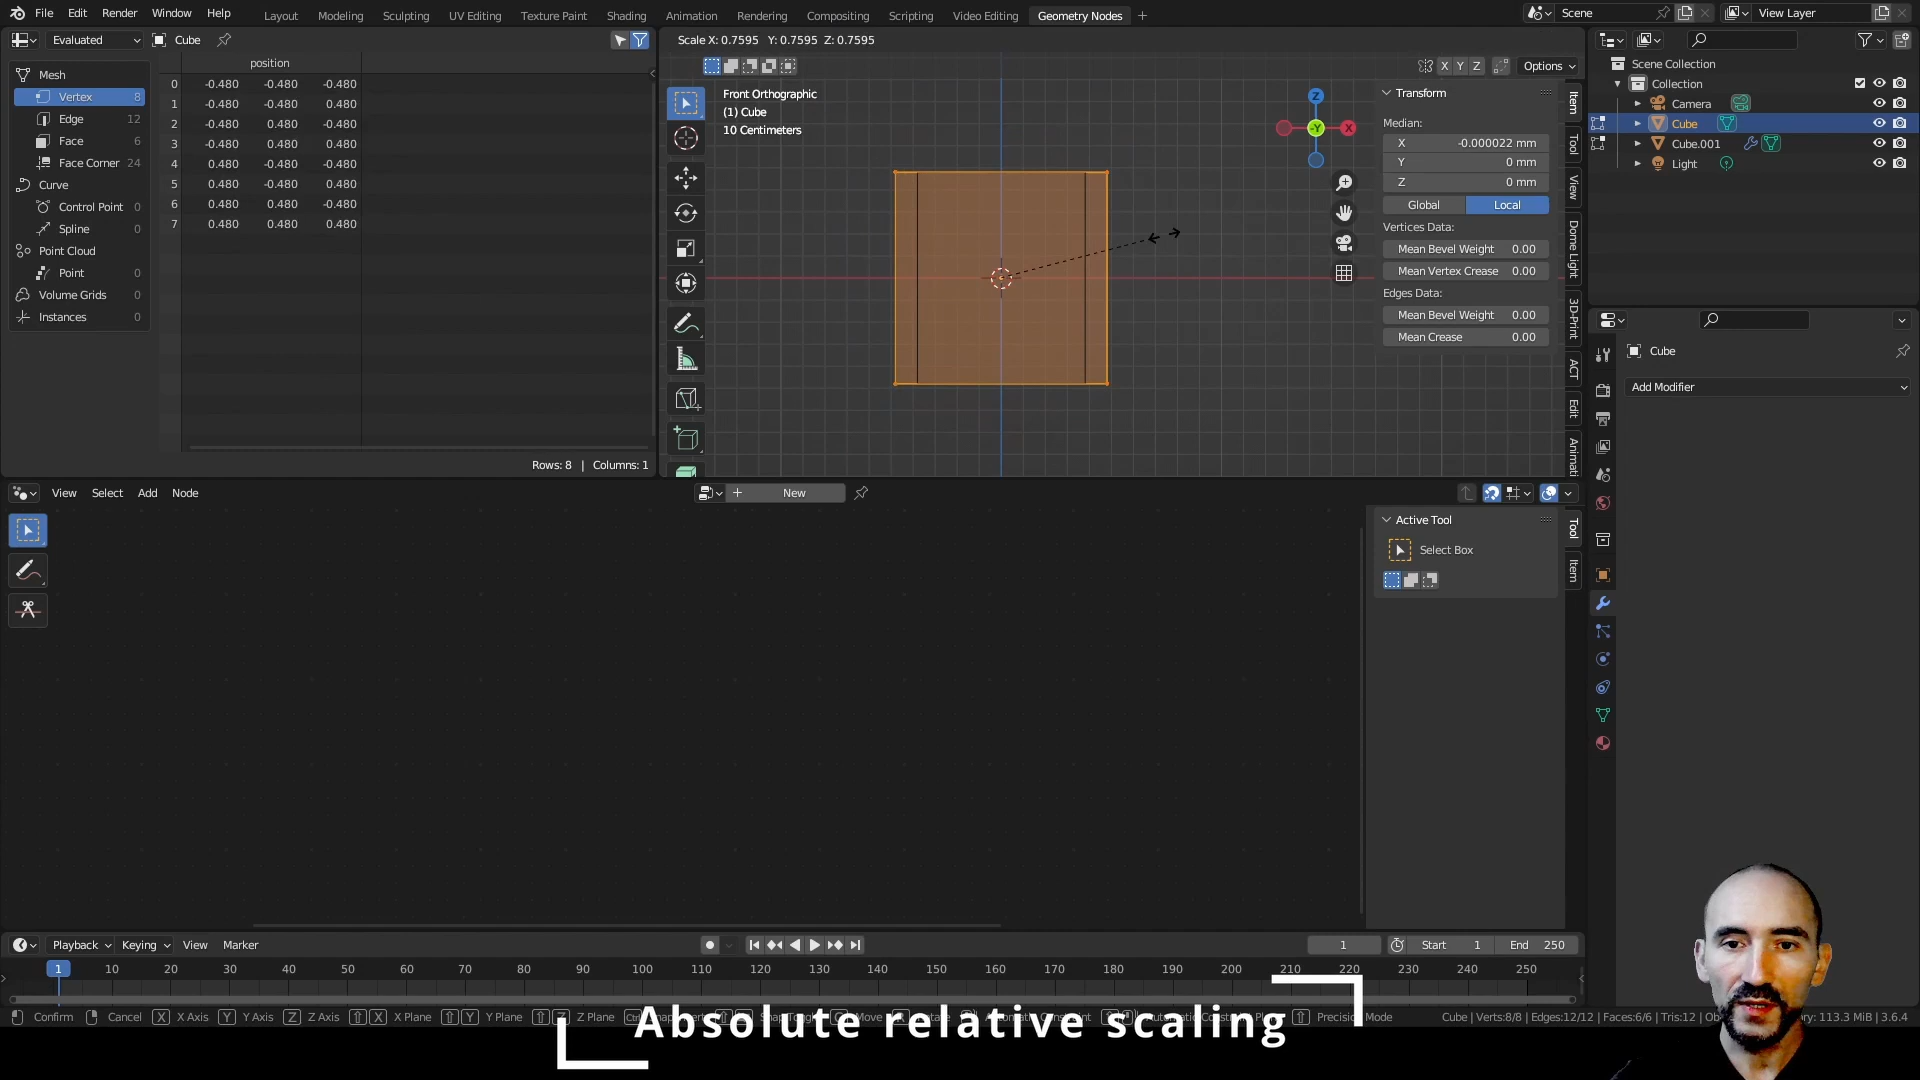 File Edit Render Window Help Layout Modeling Sculpting UV Editing Texture Paint Shading Animation Rendering Compositing Scripting Video Editing Geometry Nodes Scene View Layer
Evaluated Cube
position
Mesh
Vertex 8
Edge 12
Face 6
Face Corner 24
Curve
Control Point 0
Spline 0
Point Cloud
Point 0
Volume Grids 0
Instances 0
0 -0.480 -0.480 -0.480
1 -0.480 -0.480 0.480
2 -0.480 0.480 -0.480
3 -0.480 0.480 0.480
4 0.480 -0.480 -0.480
5 0.480 -0.480 0.480
6 0.480 0.480 -0.480
7 0.480 0.480 0.480
Rows: 8 | Columns: 1
Scale X: 0.7595 Y: 0.7595 Z: 0.7595
X Y Z Options
Front Orthographic
(1) Cube
10 Centimeters
Z
-Y X
Transform
Median:
X -0.000022 mm
Y 0 mm
Z 0 mm
Global Local
Vertices Data:
Mean Bevel Weight 0.00
Mean Vertex Crease 0.00
Edges Data:
Mean Bevel Weight 0.00
Mean Crease 0.00
Item
Tool
View
Dome Light
3D-Print
ACT
Edit
Animati
Scene Collection
Collection
Camera
Cube
Cube.001
Light
Cube
Add Modifier
View Select Add Node New
Active Tool
Select Box
Tool
Item
Playback Keying View Marker 1 Start 1 End 250
1 10 20 30 40 50 60 70 80 90 100 110 120 130 140 150 160 170 180 190 200 210 220 230 240 250
Confirm Cancel X X Axis Y Y Axis Z Z Axis X X Plane Y Y Plane Z Z Plane Precision Mode Cube | Verts:8/8 | Edges:12/12 | Faces:6/6 | Tris:12 | 113.3 MiB | 3.6.4
Absolute relative scaling